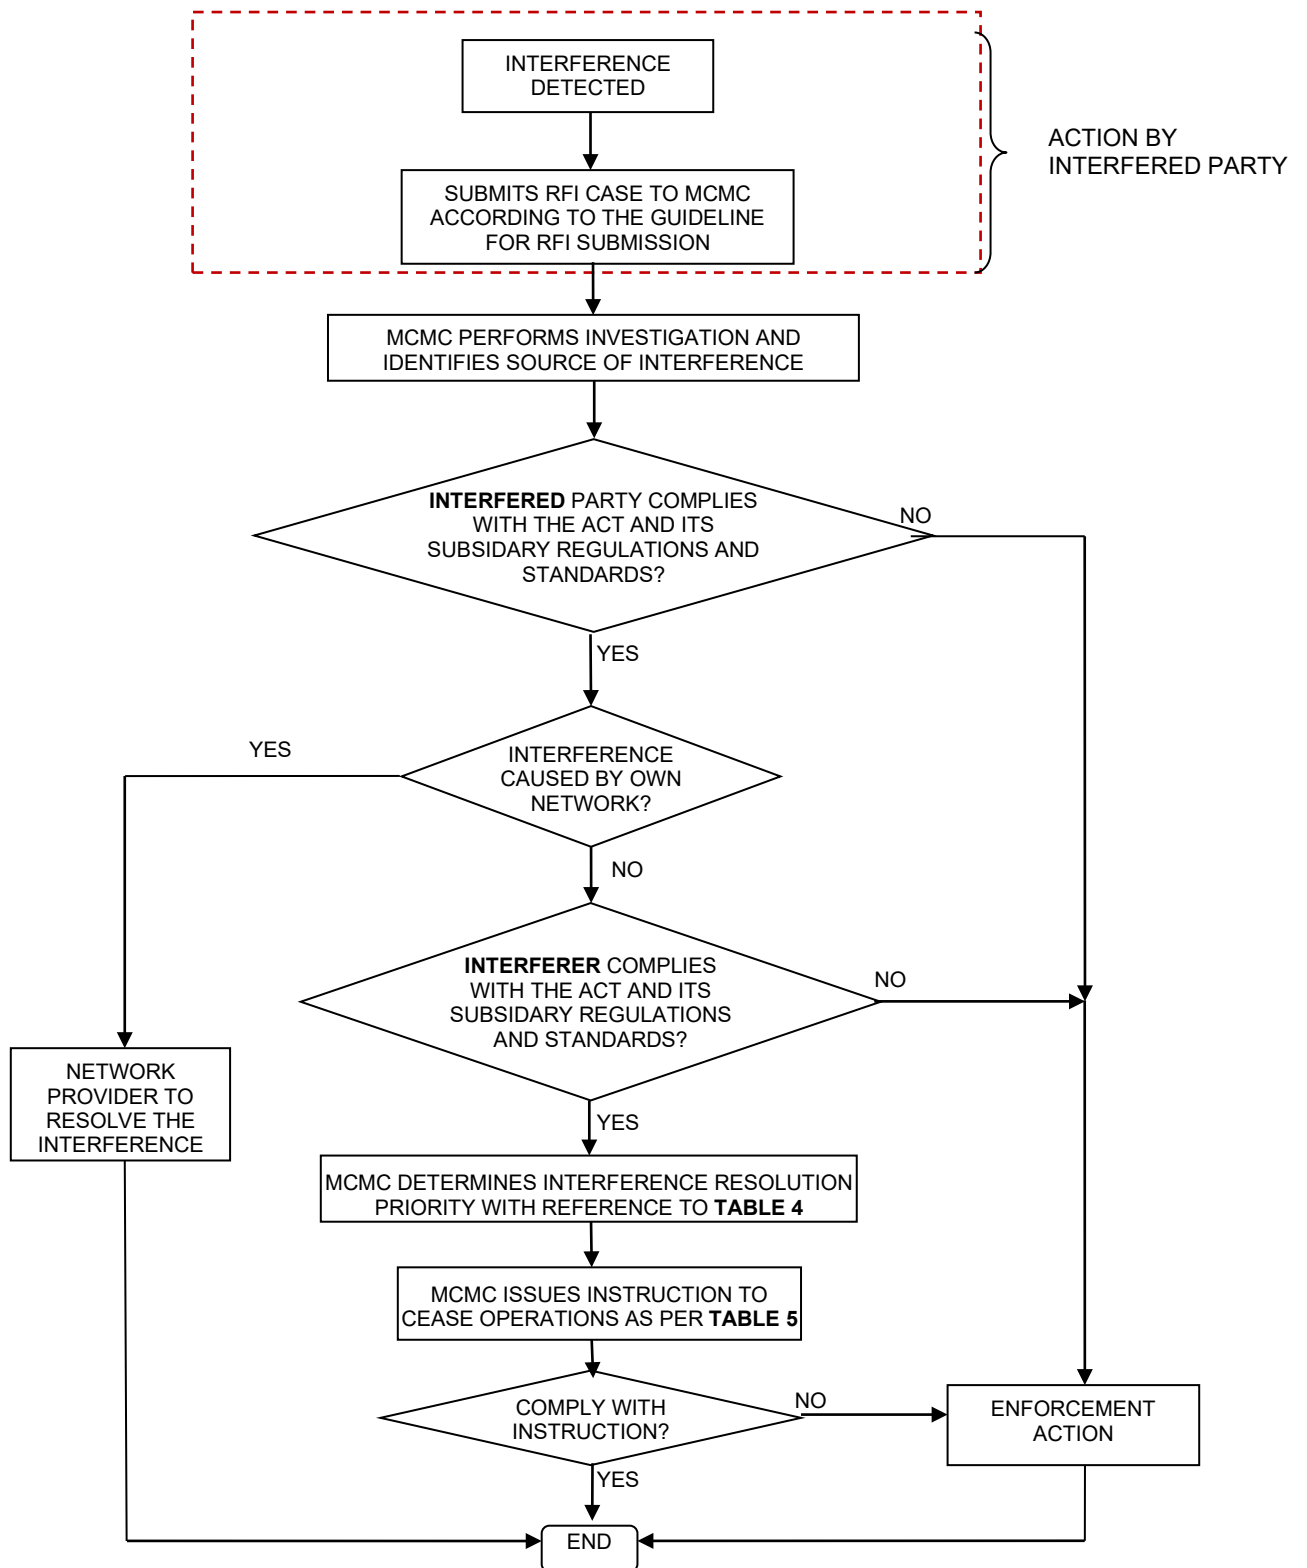 INTERFERENCE
DETECTED
ACTION BY
INTERFERED PARTY
SUBMITS RFI CASE TO MCMC
ACCORDING TO THE GUIDELINE
FOR RFI SUBMISSION
MCMC PERFORMS INVESTIGATION AND
IDENTIFIES SOURCE OF INTERFERENCE
INTERFERED PARTY COMPLIES
WITH THE ACT AND ITS
SUBSIDARY REGULATIONS AND
STANDARDS?
NO
YES
INTERFERENCE
CAUSED BY OWN
NETWORK?
YES
NO
INTERFERER COMPLIES
WITH THE ACT AND ITS
SUBSIDARY REGULATIONS
AND STANDARDS?
NO
NETWORK
PROVIDER TO
RESOLVE THE
INTERFERENCE
YES
MCMC DETERMINES INTERFERENCE RESOLUTION
PRIORITY WITH REFERENCE TO TABLE 4
MCMC ISSUES INSTRUCTION TO
CEASE OPERATIONS AS PER TABLE 5
COMPLY WITH
INSTRUCTION?
NO
ENFORCEMENT
ACTION
YES
END